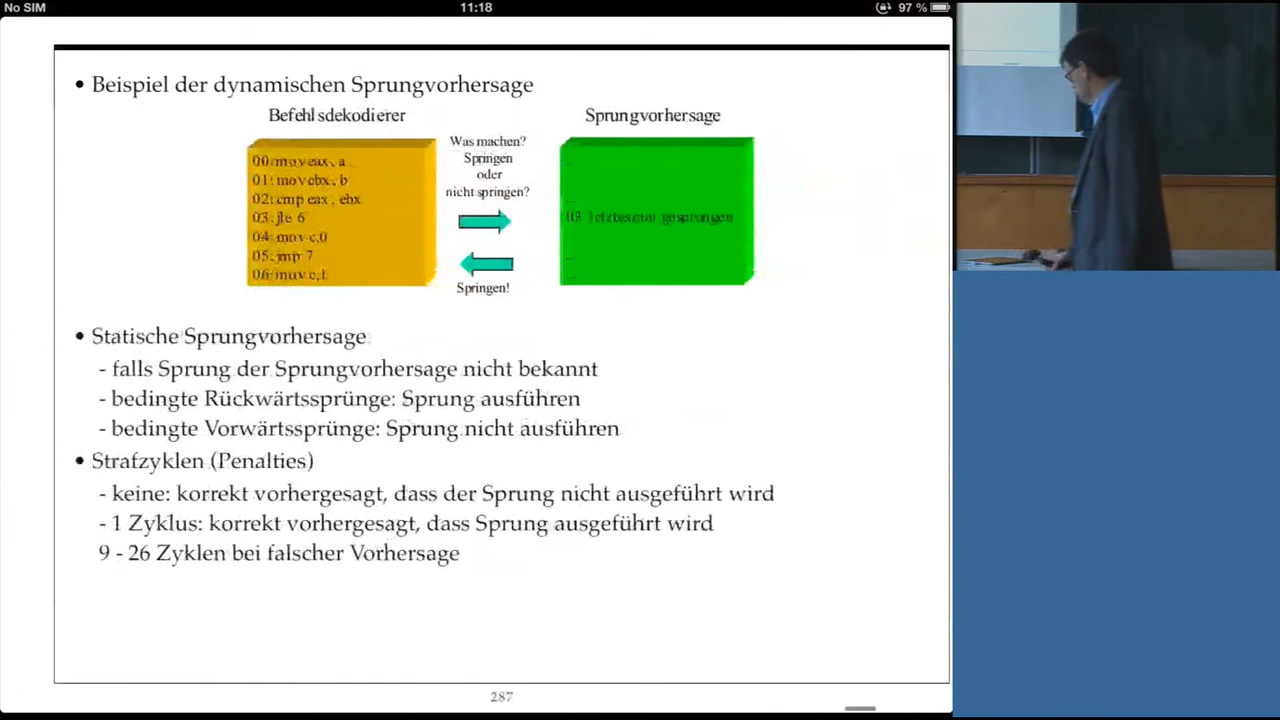 No SIM
11:18
97 %
• Beispiel der dynamischen Sprungvorhersage
Befehlsdekodierer
Sprungvorhersage
00: mov eax, a
01: mov ebx, b
02: cmp eax, ebx
03: jle 6
04: mov c,0
05: jmp 7
06: mov c,1
Was machen?
Springen
oder
nicht springen?
Springen!
...
03 letztesmal gesprungen
...
• Statische Sprungvorhersage
- falls Sprung der Sprungvorhersage nicht bekannt
- bedingte Rückwärtssprünge: Sprung ausführen
- bedingte Vorwärtssprünge: Sprung nicht ausführen
• Strafzyklen (Penalties)
- keine: korrekt vorhergesagt, dass der Sprung nicht ausgeführt wird
- 1 Zyklus: korrekt vorhergesagt, dass Sprung ausgeführt wird
9 - 26 Zyklen bei falscher Vorhersage
287